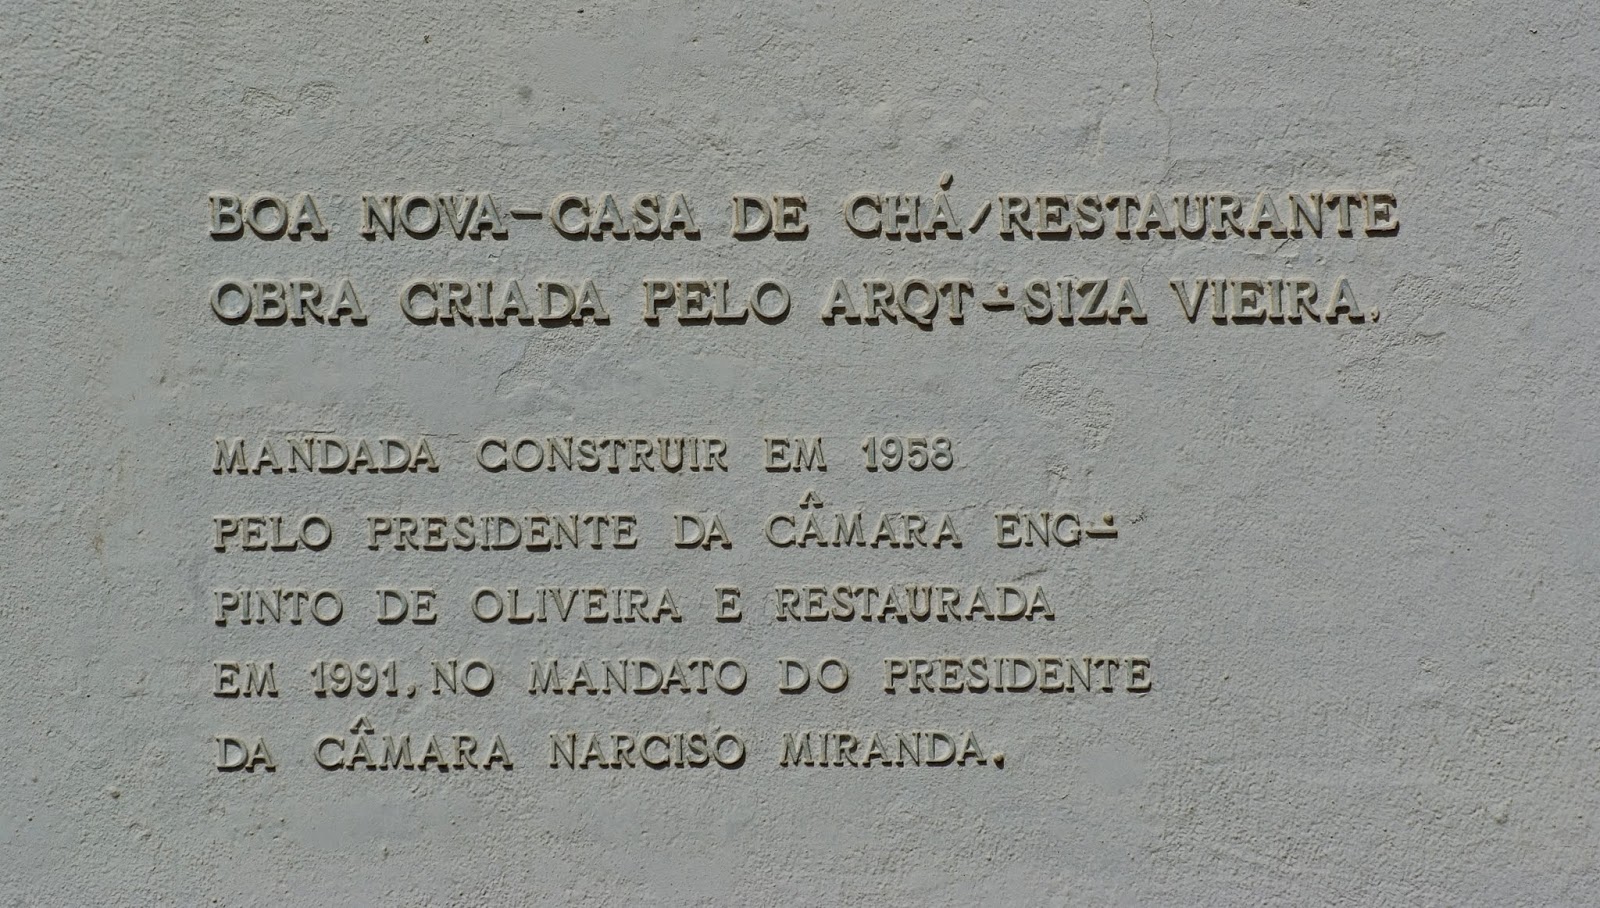 BOA NOVA-CASA DE CHÁ/RESTAURANTE
OBRA CRIADA PELO ARQT∸SIZA VIEIRA.
MANDADA CONSTRUIR EM 1958
PELO PRESIDENTE DA CÂMARA ENG∸
PINTO DE OLIVEIRA E RESTAURADA
EM 1991, NO MANDATO DO PRESIDENTE
DA CÂMARA NARCISO MIRANDA.